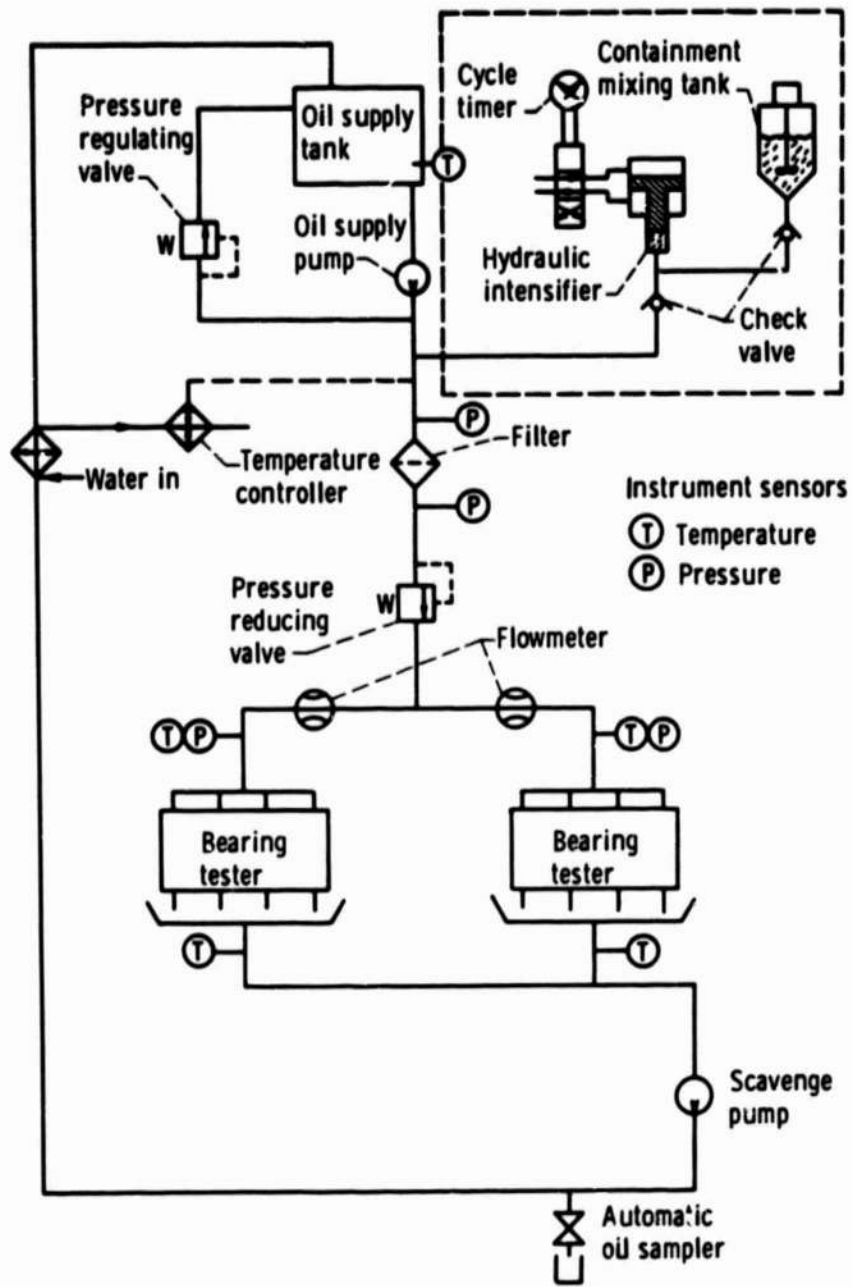 Containment
mixing tank
Cycle
timer
Pressure
regulating
valve
Oil supply
tank
T
W
Oil supply
pump
Hydraulic
intensifier
Check
valve
P
Filter
Water in
Temperature
controller
P
Instrument sensors
T Temperature
P Pressure
Pressure
reducing
valve
W
Flowmeter
T P
T P
Bearing
tester
Bearing
tester
T
T
Scavenge
pump
Automatic
oil sampler